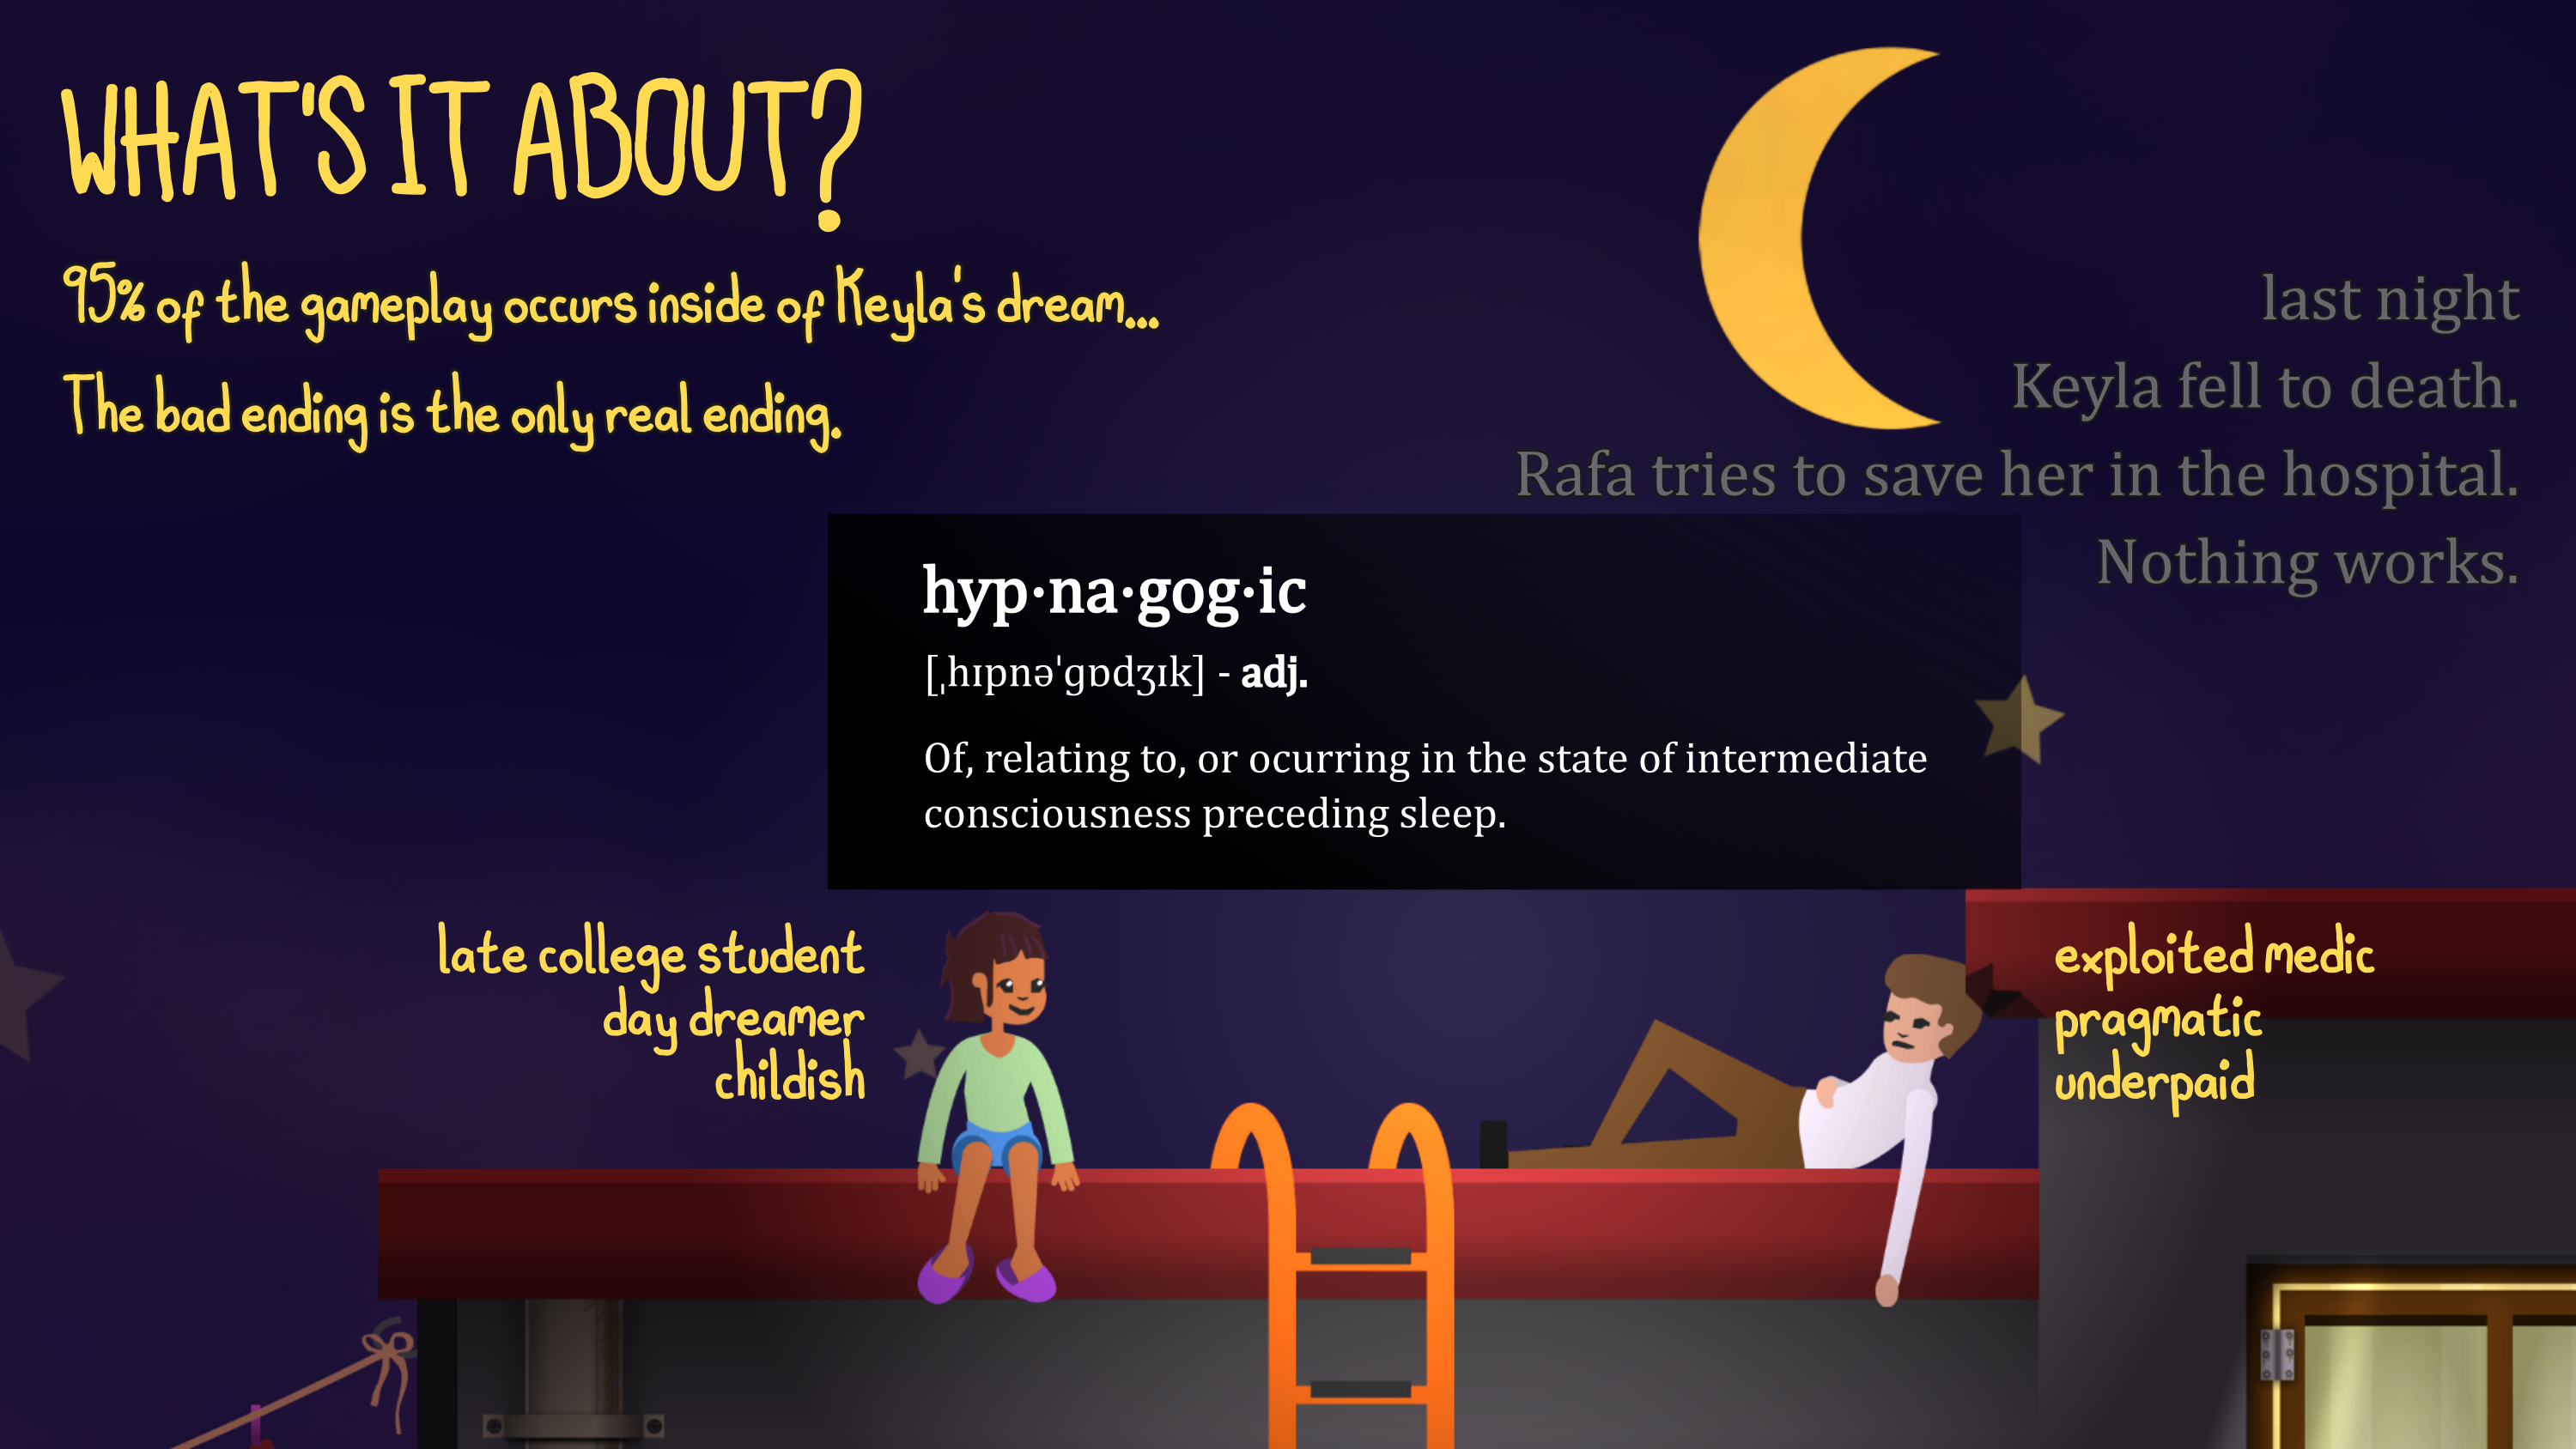 WHAT'S IT ABOUT?
95% of the gameplay occurs inside of Keyla's dream...
The bad ending is the only real ending.
last night
Keyla fell to death.
Rafa tries to save her in the hospital.
Nothing works.
hyp·na·gog·ic
[ˌhɪpnəˈɡɒdʒɪk] - adj.
Of, relating to, or ocurring in the state of intermediate
consciousness preceding sleep.
late college student
day dreamer
childish
exploited medic
pragmatic
underpaid